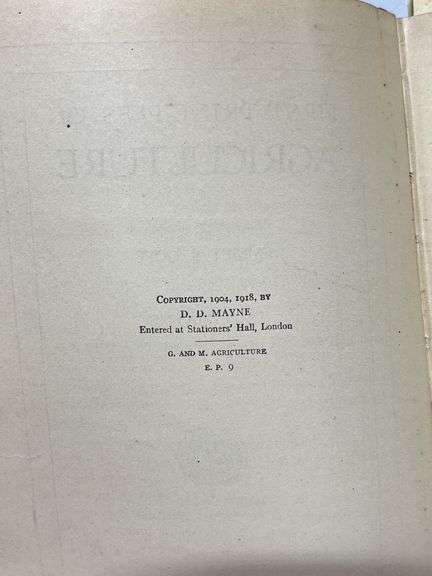 COPYRIGHT, 1904, 1918, BY
D. D. MAYNE
Entered at Stationers' Hall, London
G. AND M. AGRICULTURE
E. P. 9